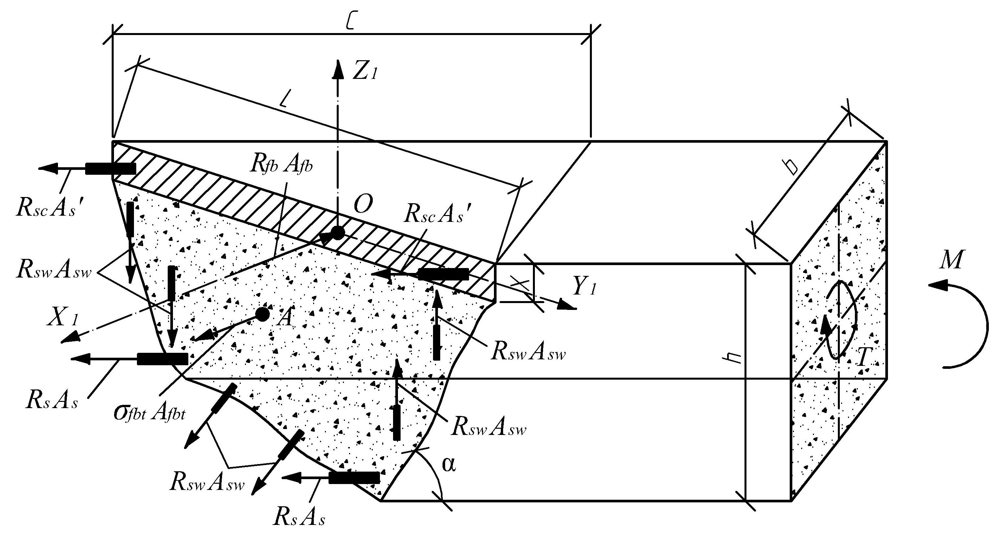 C
Z1
l
b
Rfb Afb
O
Rsc As'
Rsc As'
M
Rsw Asw
X
Y1
X1
A
Rsw Asw
h
T
Rs As
σfbt Afbt
Rsw Asw
α
Rsw Asw
Rs As